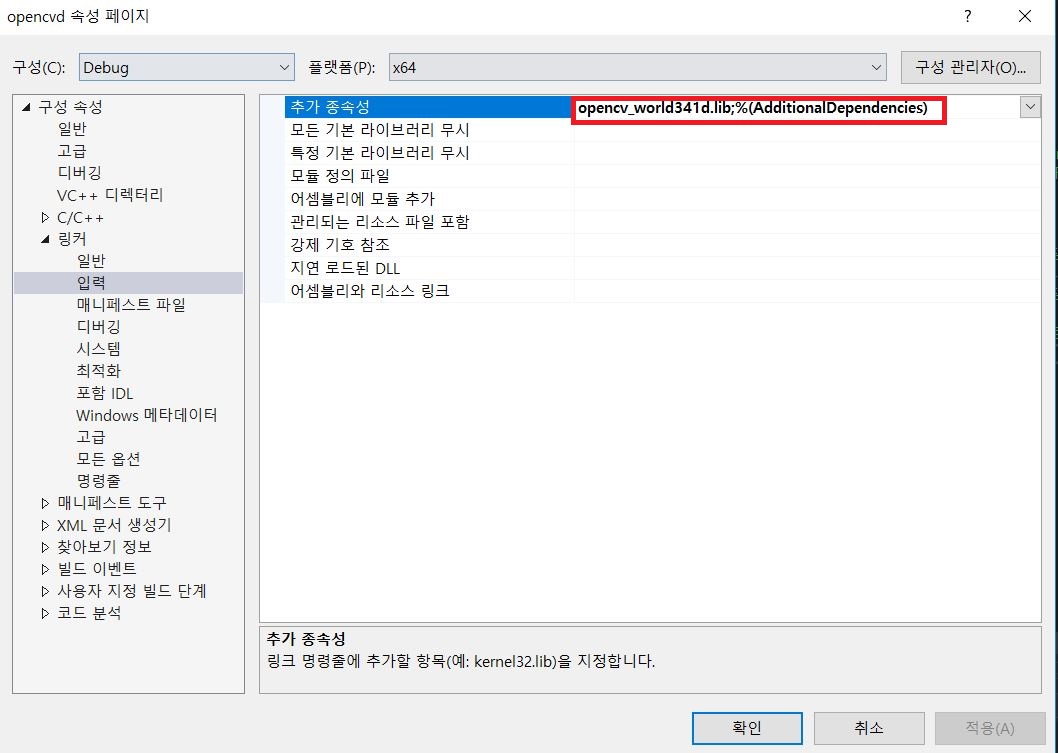 opencvd 속성 페이지
?
구성(C): Debug 플랫폼(P): x64 구성 관리자(O)...
구성 속성
일반
고급
디버깅
VC++ 디렉터리
C/C++
링커
일반
입력
매니페스트 파일
디버깅
시스템
최적화
포함 IDL
Windows 메타데이터
고급
모든 옵션
명령줄
매니페스트 도구
XML 문서 생성기
찾아보기 정보
빌드 이벤트
사용자 지정 빌드 단계
코드 분석
추가 종속성 opencv_world341d.lib;%(AdditionalDependencies)
모든 기본 라이브러리 무시
특정 기본 라이브러리 무시
모듈 정의 파일
어셈블리에 모듈 추가
관리되는 리소스 파일 포함
강제 기호 참조
지연 로드된 DLL
어셈블리와 리소스 링크
추가 종속성
링크 명령줄에 추가할 항목(예: kernel32.lib)을 지정합니다.
확인 취소 적용(A)